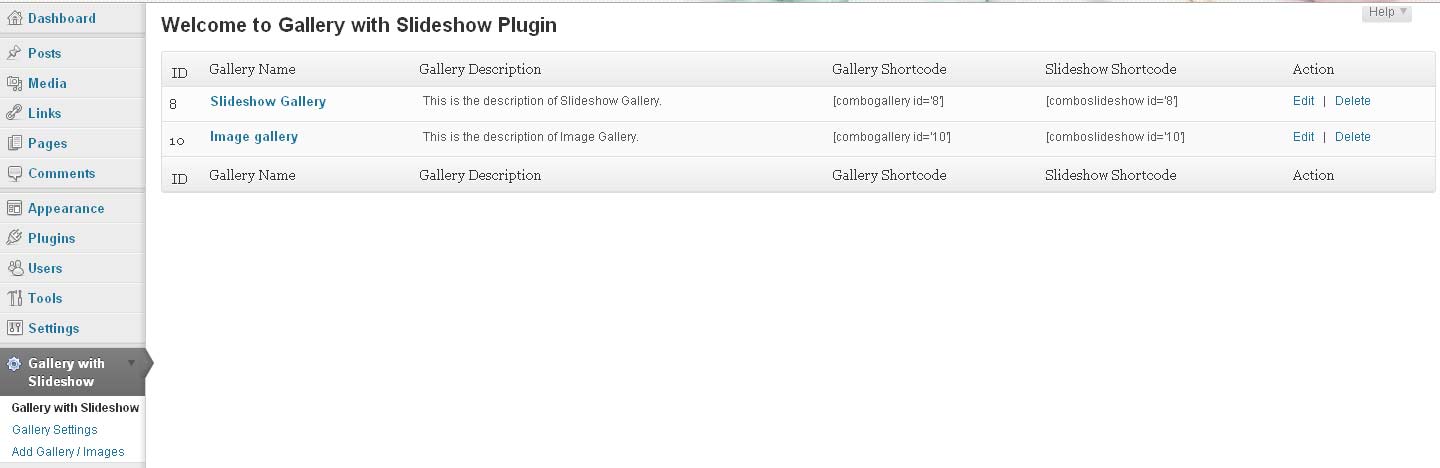 Help
Welcome to Gallery with Slideshow Plugin
Dashboard
Posts
Media
Links
Pages
Comments
Appearance
Plugins
Users
Tools
Settings
Gallery with
Slideshow
Gallery with Slideshow
Gallery Settings
Add Gallery / Images
ID Gallery Name Gallery Description Gallery Shortcode Slideshow Shortcode Action
8 Slideshow Gallery This is the description of Slideshow Gallery. [combogallery id='8'] [comboslideshow id='8'] Edit | Delete
10 Image gallery This is the description of Image Gallery. [combogallery id='10'] [comboslideshow id='10'] Edit | Delete
ID Gallery Name Gallery Description Gallery Shortcode Slideshow Shortcode Action